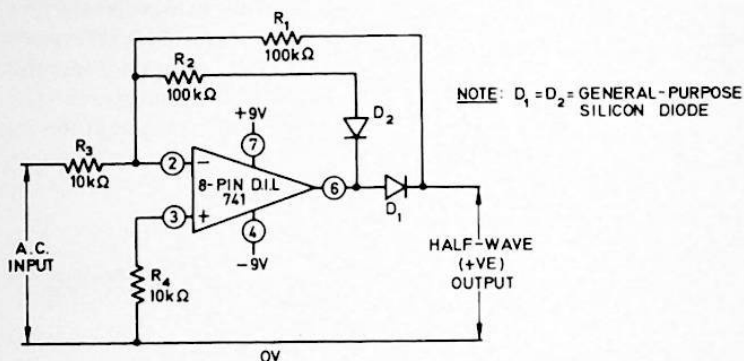 R1
100kΩ
R2
100kΩ
NOTE: D1 = D2 = GENERAL-PURPOSE
SILICON DIODE
D2
+9V
7
R3
10kΩ
2
−
8-PIN D.I.L
741
6
D1
3
+
4
−9V
A.C.
INPUT
R4
10kΩ
HALF-WAVE
(+VE)
OUTPUT
0V